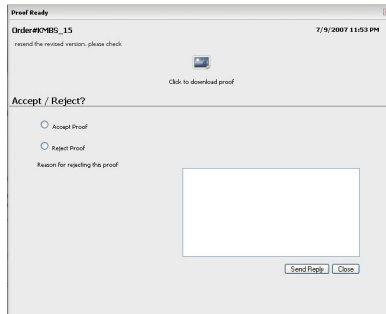 Proof Ready
Order#KMBS_15 7/9/2007 11:53 PM
resend the revised version, please check
Click to download proof
Accept / Reject?
Accept Proof
Reject Proof
Reason for rejecting this proof
Send Reply Close